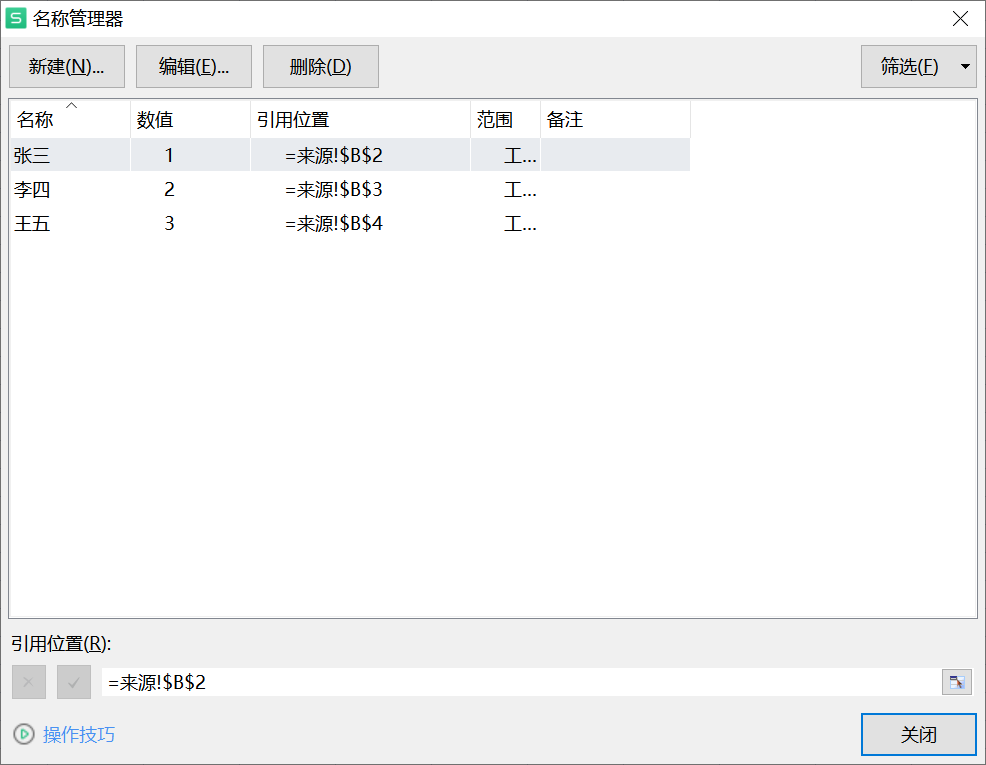 名称管理器
新建(N)... 编辑(E)... 删除(D) 筛选(F)
名称 数值 引用位置 范围 备注
张三 1 =来源!$B$2 工...
李四 2 =来源!$B$3 工...
王五 3 =来源!$B$4 工...
引用位置(R):
=来源!$B$2
操作技巧 关闭